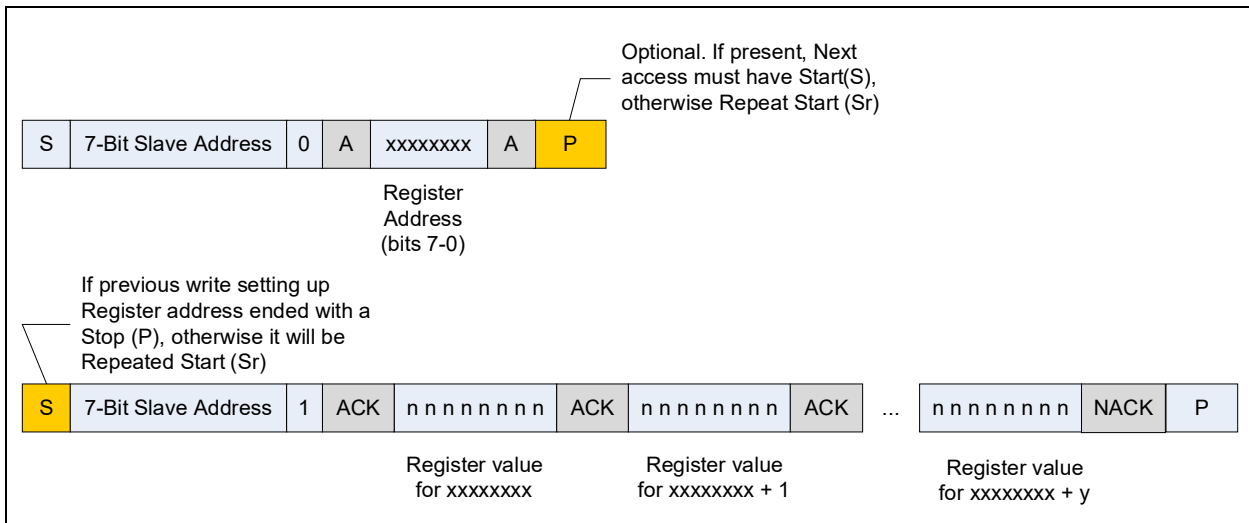 Optional. If present, Next
access must have Start(S),
otherwise Repeat Start (Sr)
S 7-Bit Slave Address 0 A xxxxxxxx A P
Register
Address
(bits 7-0)
If previous write setting up
Register address ended with a
Stop (P), otherwise it will be
Repeated Start (Sr)
S 7-Bit Slave Address 1 ACK n n n n n n n n ACK n n n n n n n n ACK ... n n n n n n n n NACK P
Register value
for xxxxxxxx
Register value
for xxxxxxxx + 1
Register value
for xxxxxxxx + y